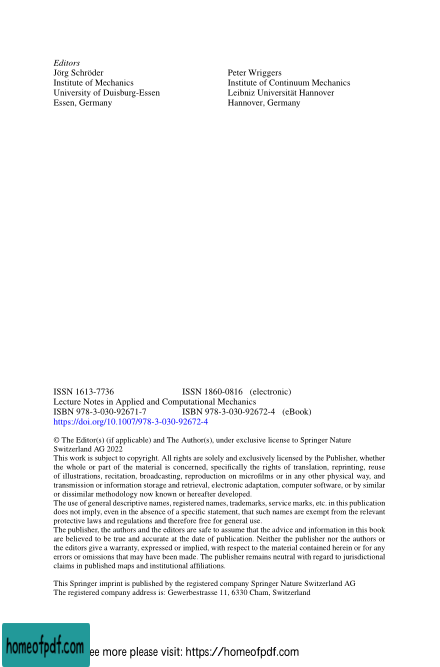 Editors
Jörg Schröder
Institute of Mechanics
University of Duisburg-Essen
Essen, Germany
Peter Wriggers
Institute of Continuum Mechanics
Leibniz Universität Hannover
Hannover, Germany
ISSN 1613-7736 ISSN 1860-0816 (electronic)
Lecture Notes in Applied and Computational Mechanics
ISBN 978-3-030-92671-7 ISBN 978-3-030-92672-4 (eBook)
https://doi.org/10.1007/978-3-030-92672-4
© The Editor(s) (if applicable) and The Author(s), under exclusive license to Springer Nature
Switzerland AG 2022
This work is subject to copyright. All rights are solely and exclusively licensed by the Publisher, whether
the whole or part of the material is concerned, specifically the rights of translation, reprinting, reuse
of illustrations, recitation, broadcasting, reproduction on microfilms or in any other physical way, and
transmission or information storage and retrieval, electronic adaptation, computer software, or by similar
or dissimilar methodology now known or hereafter developed.
The use of general descriptive names, registered names, trademarks, service marks, etc. in this publication
does not imply, even in the absence of a specific statement, that such names are exempt from the relevant
protective laws and regulations and therefore free for general use.
The publisher, the authors and the editors are safe to assume that the advice and information in this book
are believed to be true and accurate at the date of publication. Neither the publisher nor the authors or
the editors give a warranty, expressed or implied, with respect to the material contained herein or for any
errors or omissions that may have been made. The publisher remains neutral with regard to jurisdictional
claims in published maps and institutional affiliations.
This Springer imprint is published by the registered company Springer Nature Switzerland AG
The registered company address is: Gewerbestrasse 11, 6330 Cham, Switzerland
homeofpdf.com
ee more please visit: https://homeofpdf.com